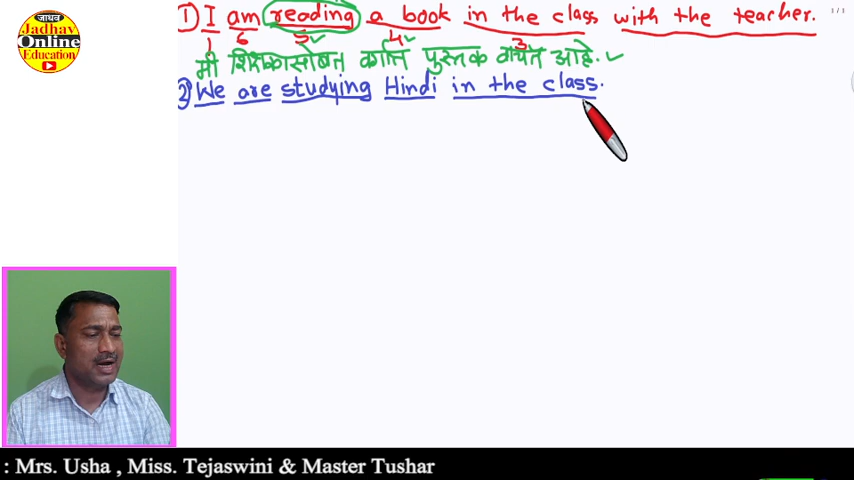 जाधव
Jadhav
Online
Education
1) I am reading a book in the class with the teacher.
1 6 5 4 3
मी शिक्षकासोबत वर्गात पुस्तक वाचत आहे.
2) We are studying Hindi in the class.
1/1
: Mrs. Usha , Miss. Tejaswini & Master Tushar